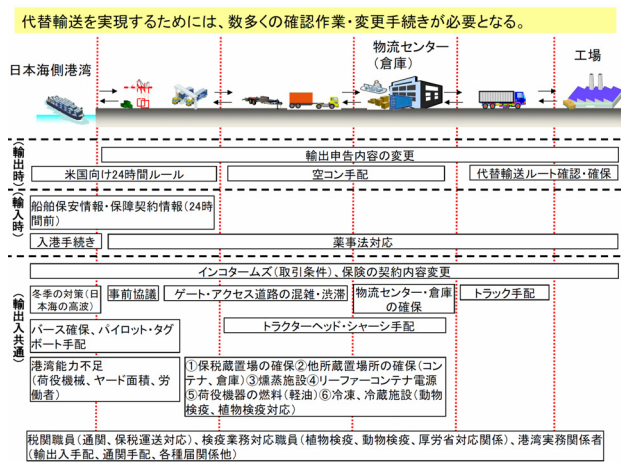 代替輸送を実現するためには、数多くの確認作業・変更手続きが必要となる。
日本海側港湾
物流センター
(倉庫)
工場
(輸出時)
輸出申告内容の変更
米国向け24時間ルール
空コン手配
代替輸送ルート確認・確保
(輸入時)
船舶保安情報・保障契約情報(24時
間前)
入港手続き
薬事法対応
(輸出入共通)
インコタームズ(取引条件)、保険の契約内容変更
冬季の対策(日
本海の高波)
事前協議
ゲート・アクセス道路の混雑・渋滞
物流センター・倉庫
の確保
トラック手配
バース確保、パイロット・タグ
ボート手配
トラクターヘッド・シャーシ手配
港湾能力不足
(荷役機械、ヤード面積、労
働者)
①保税蔵置場の確保②他所蔵置場所の確保(コン
テナ、倉庫)③燻蒸施設④リーファーコンテナ電源
⑤荷役機器の燃料(軽油)⑥冷凍、冷蔵施設(動物
検疫、植物検疫対応)
税関職員(通関、保税運送対応)、検疫業務対応職員(植物検疫、動物検疫、厚労省対応関係)、港湾実務関係者
(輸出入手配、通関手配、各種届関係他)